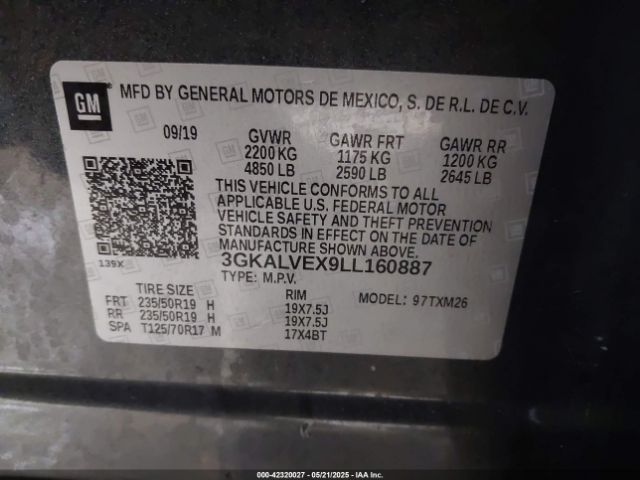 GM
MFD BY GENERAL MOTORS DE MEXICO, S. DE R.L. DE C.V.
09/19 GVWR GAWR FRT GAWR RR
2200 KG 1175 KG 1200 KG
4850 LB 2590 LB 2645 LB
THIS VEHICLE CONFORMS TO ALL
APPLICABLE U.S. FEDERAL MOTOR
VEHICLE SAFETY AND THEFT PREVENTION
STANDARDS IN EFFECT ON THE DATE OF
MANUFACTURE SHOWN ABOVE.
139X 3GKALVEX9LL160887
TYPE: M.P.V.
TIRE SIZE RIM MODEL: 97TXM26
FRT 235/50R19 H 19X7.5J
RR 235/50R19 H 19X7.5J
SPA T125/70R17 M 17X4BT
000-42320027 - 05/21/2025 - IAA Inc.